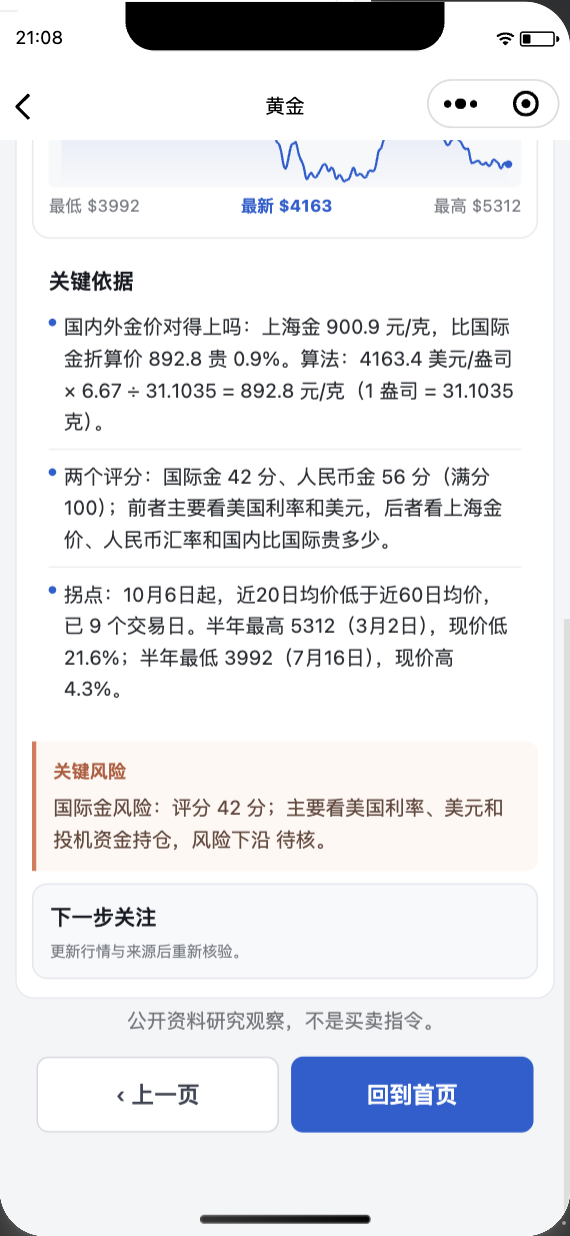 21:08
黄金
最低 $3992
最新 $4163
最高 $5312
关键依据
国内外金价对得上吗：上海金 900.9 元/克，比国际
金折算价 892.8 贵 0.9%。算法：4163.4 美元/盎司
× 6.67 ÷ 31.1035 = 892.8 元/克（1 盎司 = 31.1035
克）。
两个评分：国际金 42 分、人民币金 56 分（满分
100）；前者主要看美国利率和美元，后者看上海金
价、人民币汇率和国内比国际贵多少。
拐点：10月6日起，近20日均价低于近60日均价，
已 9 个交易日。半年最高 5312（3月2日），现价低
21.6%；半年最低 3992（7月16日），现价高
4.3%。
关键风险
国际金风险：评分 42 分；主要看美国利率、美元和
投机资金持仓，风险下沿 待核。
下一步关注
更新行情与来源后重新核验。
公开资料研究观察，不是买卖指令。
‹ 上一页
回到首页